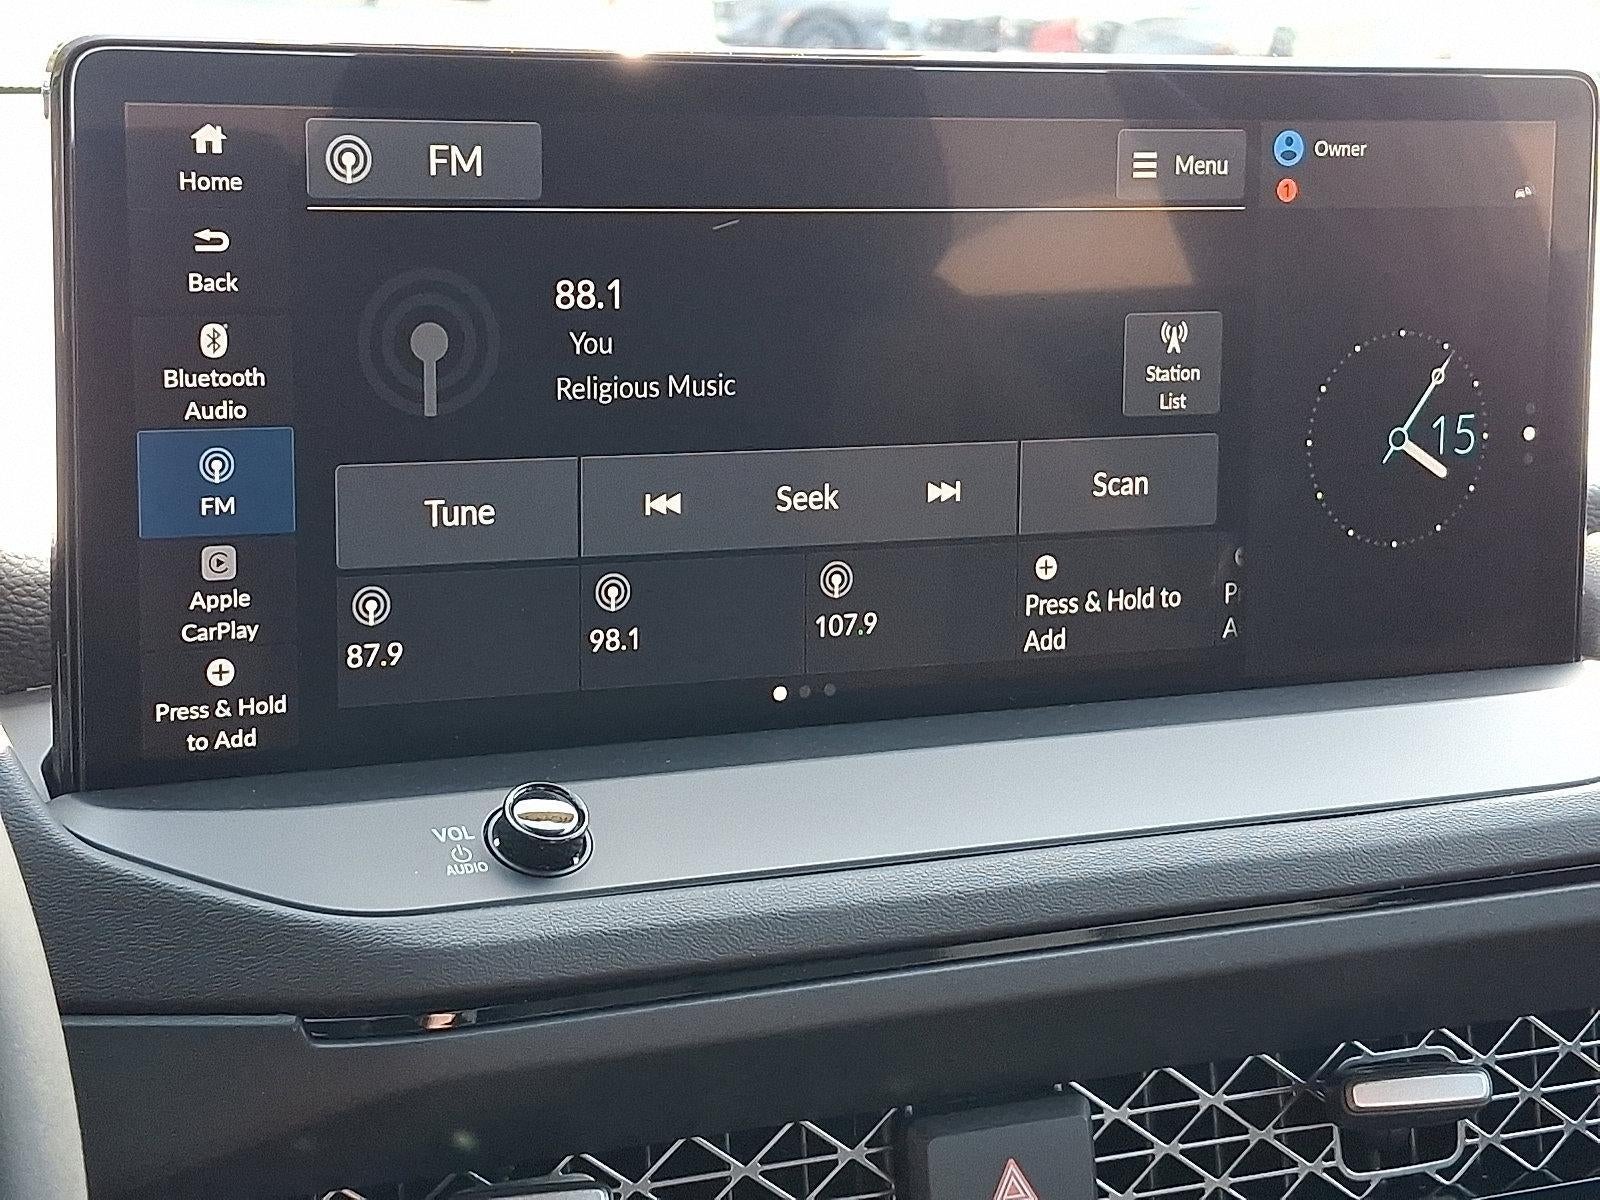 Home
Back
Bluetooth
Audio
FM
Apple
CarPlay
Press & Hold
to Add
FM
Menu
88.1
You
Religious Music
Station
List
Tune
Seek
Scan
87.9
98.1
107.9
Press & Hold to
Add
P
A
Owner
1
15
VOL
AUDIO